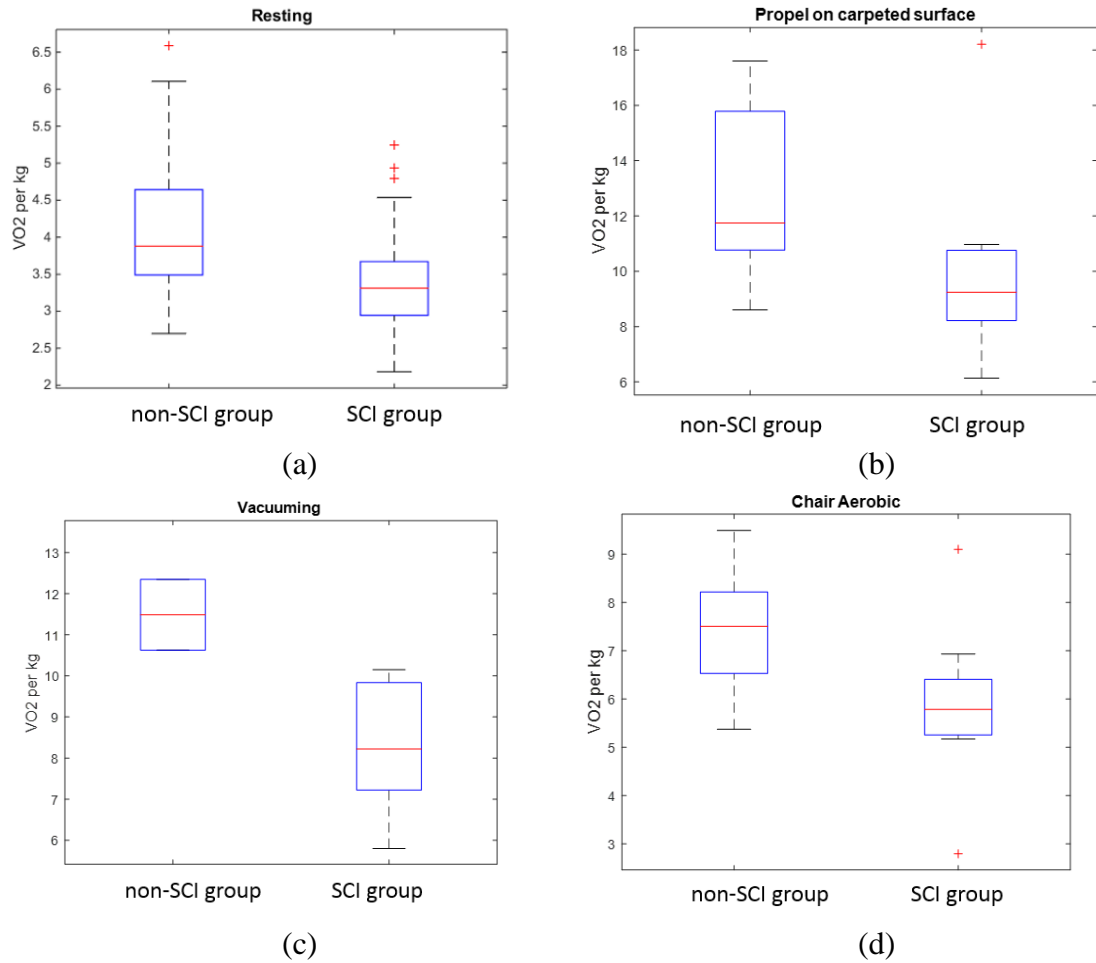 Resting
6.5
6
5.5
5
4.5
4
3.5
3
2.5
2
VO2 per kg
non-SCI group SCI group
(a)
Propel on carpeted surface
18
16
14
12
10
8
6
VO2 per kg
non-SCI group SCI group
(b)
Vacuuming
13
12
11
10
9
8
7
6
VO2 per kg
non-SCI group SCI group
(c)
Chair Aerobic
9
8
7
6
5
4
3
VO2 per kg
non-SCI group SCI group
(d)